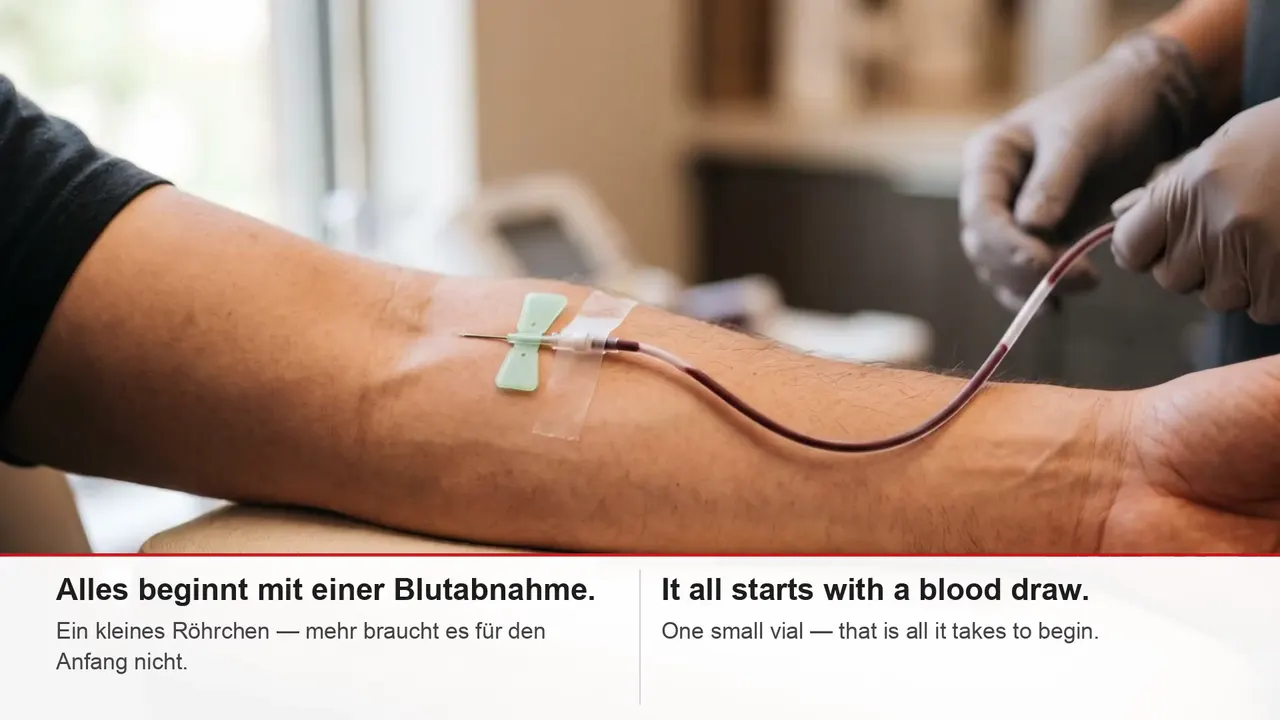 Alles beginnt mit einer Blutabnahme.
Ein kleines Röhrchen — mehr braucht es für den
Anfang nicht.
It all starts with a blood draw.
One small vial — that is all it takes to begin.